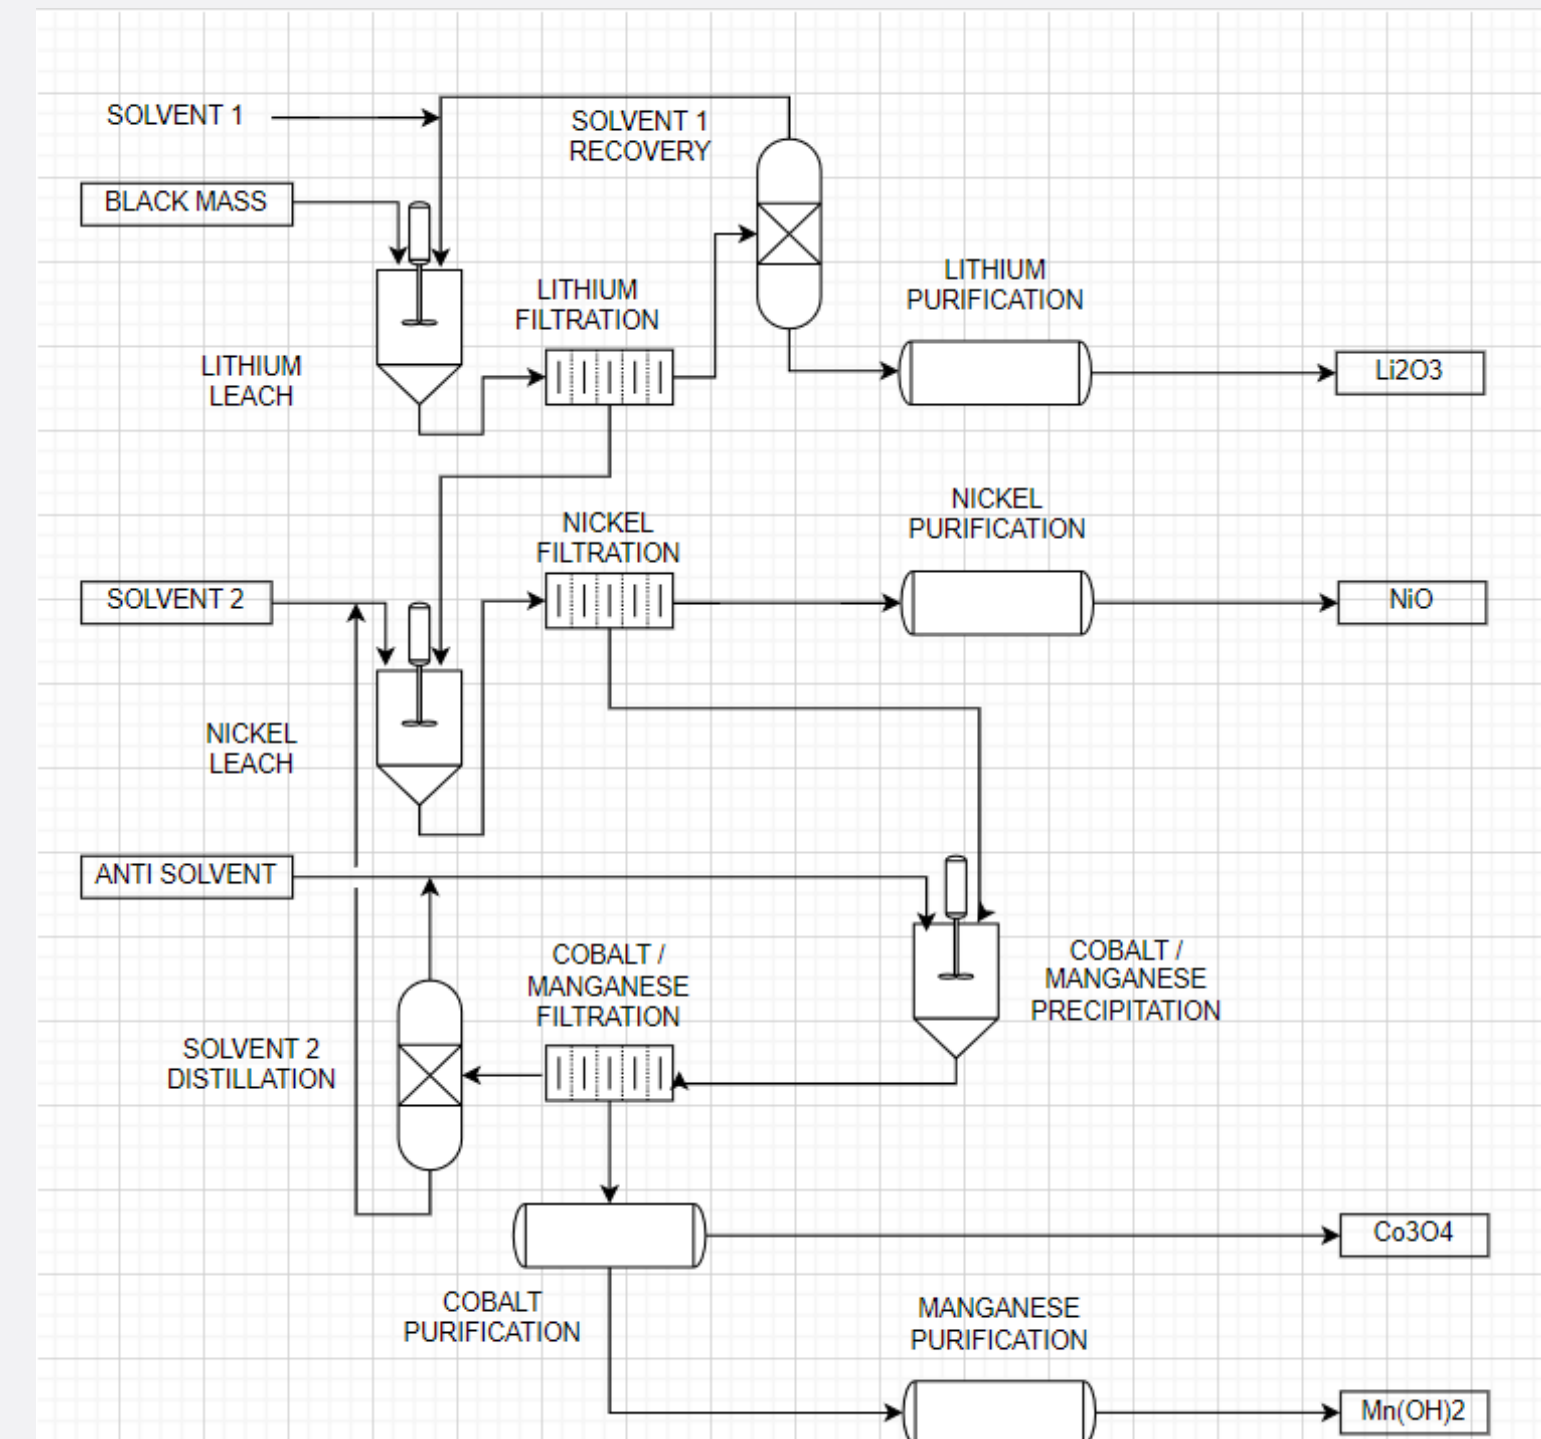 SOLVENT 1
SOLVENT 1
RECOVERY
BLACK MASS
LITHIUM
FILTRATION
LITHIUM
PURIFICATION
LITHIUM
LEACH
Li2O3
NICKEL
FILTRATION
NICKEL
PURIFICATION
SOLVENT 2
NiO
NICKEL
LEACH
ANTI SOLVENT
COBALT /
MANGANESE
FILTRATION
COBALT /
MANGANESE
PRECIPITATION
SOLVENT 2
DISTILLATION
Co3O4
COBALT
PURIFICATION
MANGANESE
PURIFICATION
Mn(OH)2